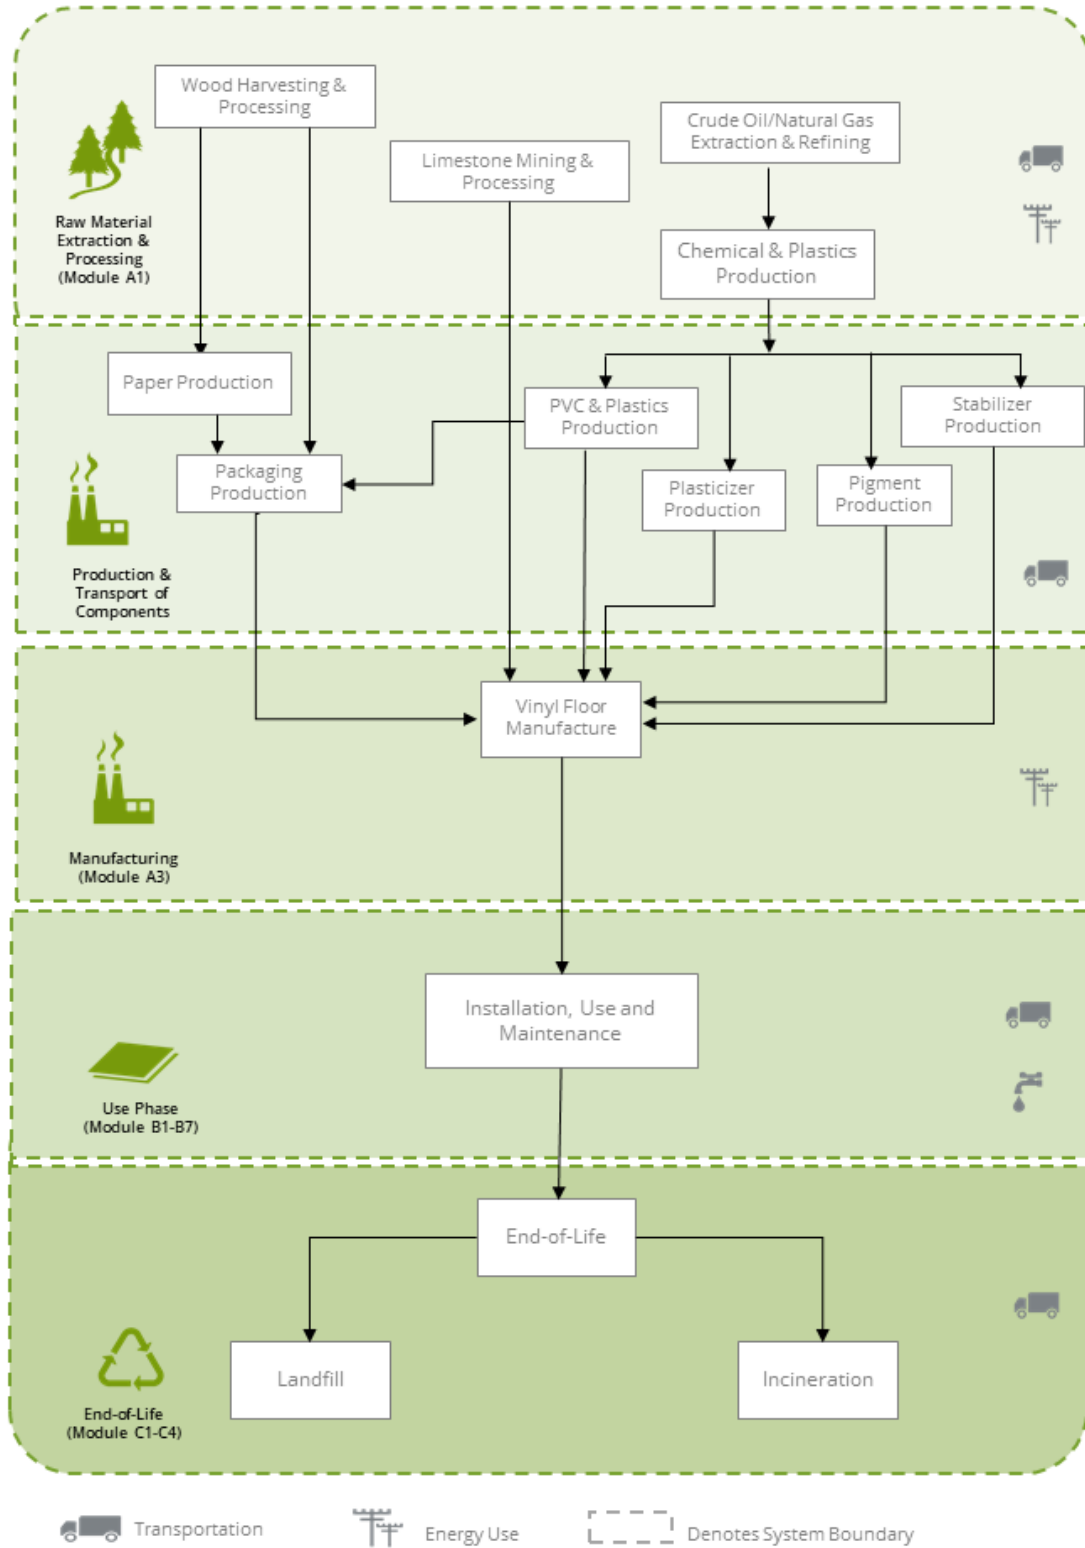 Wood Harvesting &
Processing
Crude Oil/Natural Gas
Extraction & Refining
Limestone Mining &
Processing
Raw Material
Extraction &
Processing
(Module A1)
Chemical & Plastics
Production
Paper Production
PVC & Plastics
Production
Stabilizer
Production
Packaging
Production
Plasticizer
Production
Pigment
Production
Production &
Transport of
Components
Vinyl Floor
Manufacture
Manufacturing
(Module A3)
Installation, Use and
Maintenance
Use Phase
(Module B1-B7)
End-of-Life
Landfill
Incineration
End-of-Life
(Module C1-C4)
Transportation
Energy Use
Denotes System Boundary